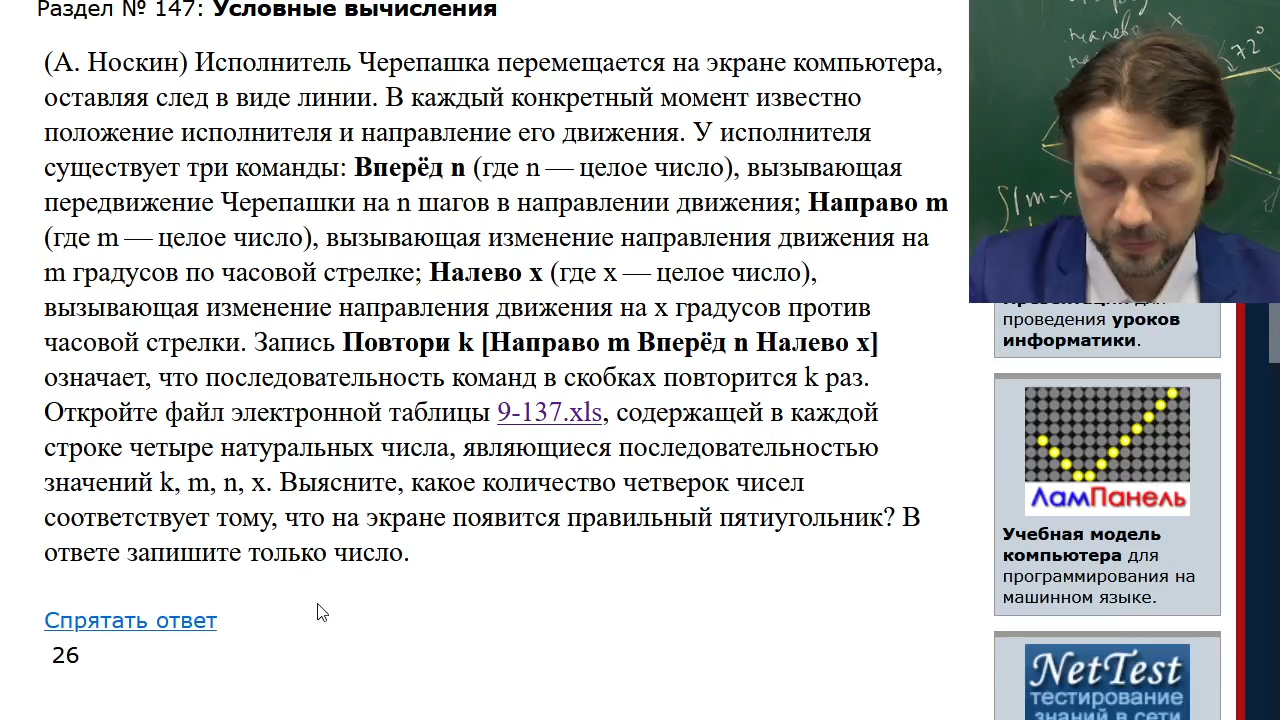 Раздел № 147: Условные вычисления
(А. Носкин) Исполнитель Черепашка перемещается на экране компьютера,
оставляя след в виде линии. В каждый конкретный момент известно
положение исполнителя и направление его движения. У исполнителя
существует три команды: Вперёд n (где n — целое число), вызывающая
передвижение Черепашки на n шагов в направлении движения; Направо m
(где m — целое число), вызывающая изменение направления движения на
m градусов по часовой стрелке; Налево x (где x — целое число),
вызывающая изменение направления движения на x градусов против
часовой стрелки. Запись Повтори k [Направо m Вперёд n Налево x]
означает, что последовательность команд в скобках повторится k раз.
Откройте файл электронной таблицы 9-137.xls, содержащей в каждой
строке четыре натуральных числа, являющиеся последовательностью
значений k, m, n, x. Выясните, какое количество четверок чисел
соответствует тому, что на экране появится правильный пятиугольник? В
ответе запишите только число.
Спрятать ответ
26
налево x
72°
|m-x
для
проведения уроков
информатики.
ЛамПанель
Учебная модель
компьютера для
программирования на
машинном языке.
NetTest
тестирование
знаний в сети